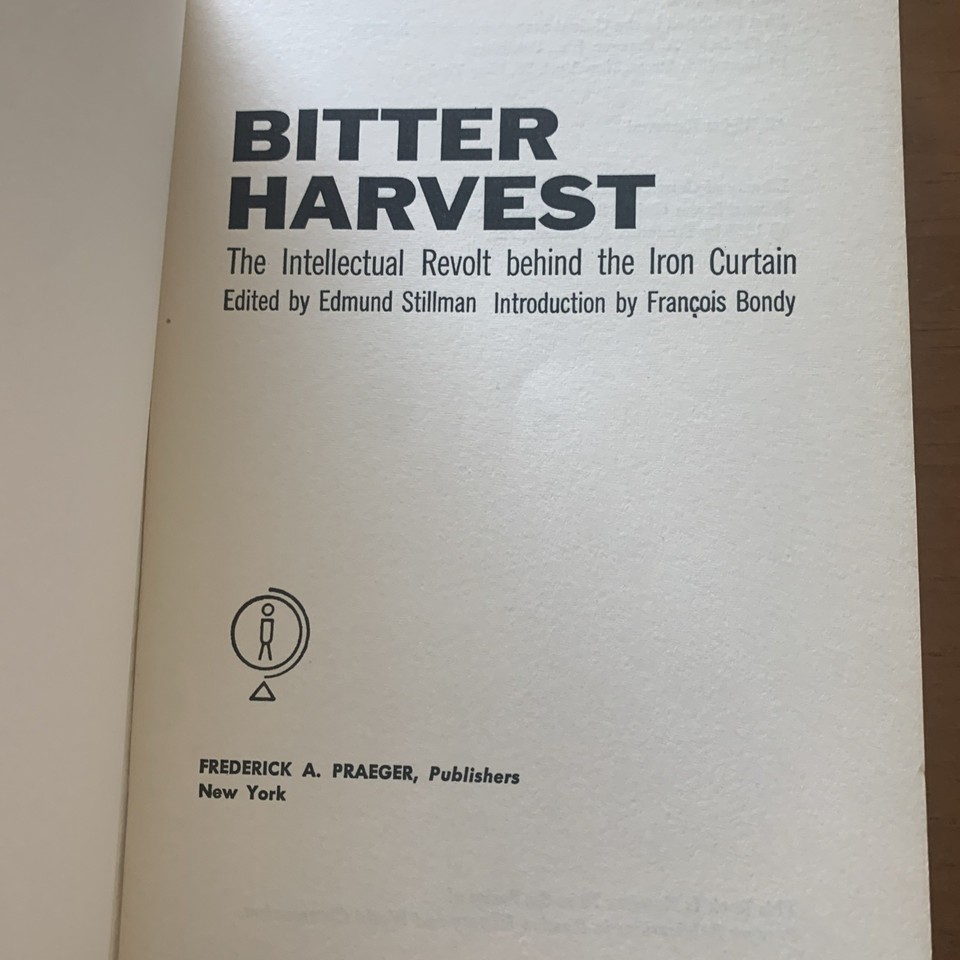 BITTER
HARVEST
The Intellectual Revolt behind the Iron Curtain
Edited by Edmund Stillman Introduction by François Bondy
FREDERICK A. PRAEGER, Publishers
New York